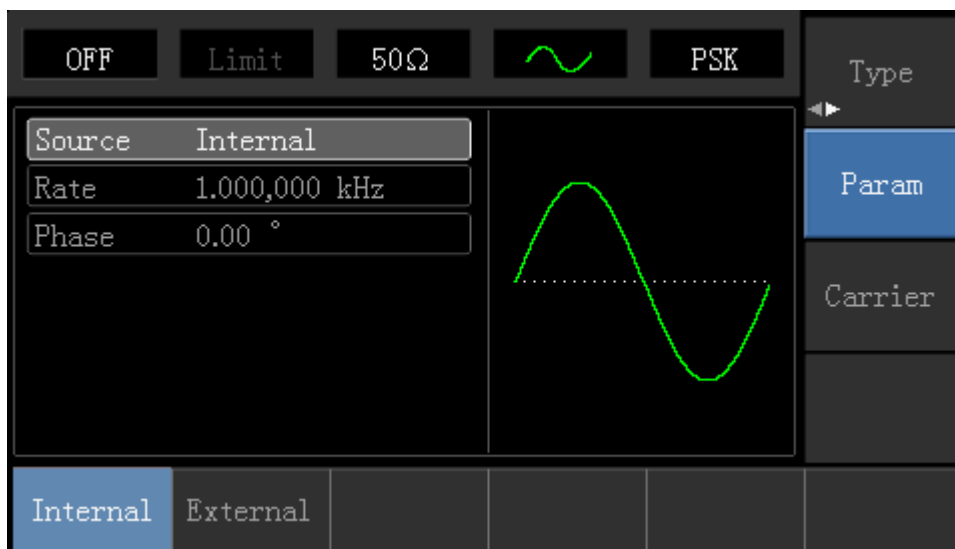 OFF Limit 50Ω PSK Type
Source Internal
Rate 1.000,000 kHz
Param
Phase 0.00 °
Carrier
Internal External